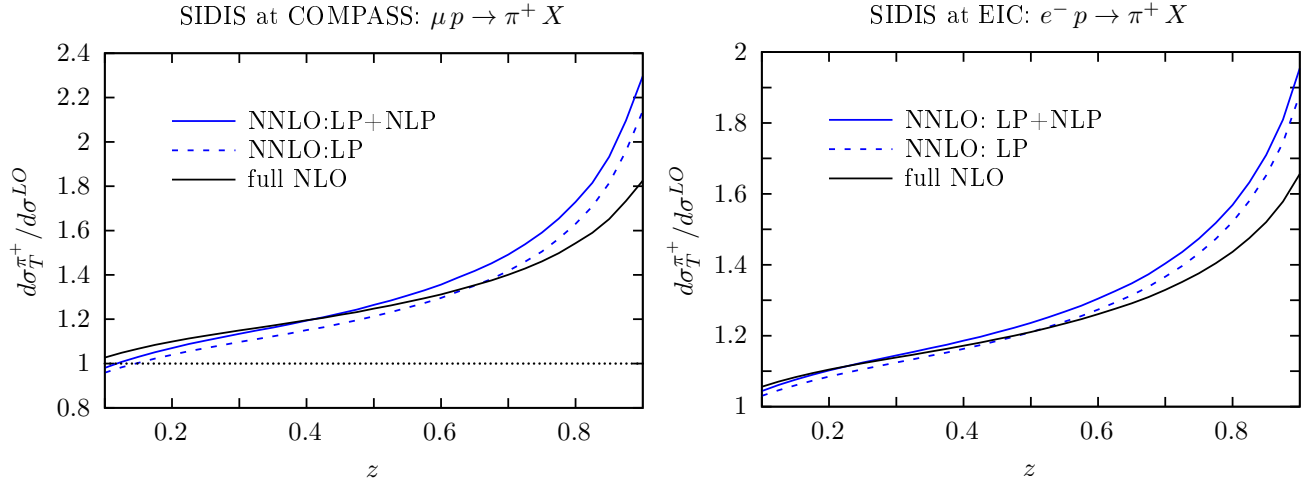 SIDIS at COMPASS: μ p → π⁺ X
2.4
2.2
2
1.8
1.6
1.4
1.2
1
0.8
0.2
0.4
0.6
0.8
NNLO:LP+NLP
NNLO:LP
full NLO
dσ_T^{π⁺}/dσ^{LO}
z
SIDIS at EIC: e⁻ p → π⁺ X
2
1.8
1.6
1.4
1.2
1
0.2
0.4
0.6
0.8
NNLO: LP+NLP
NNLO: LP
full NLO
dσ_T^{π⁺}/dσ^{LO}
z